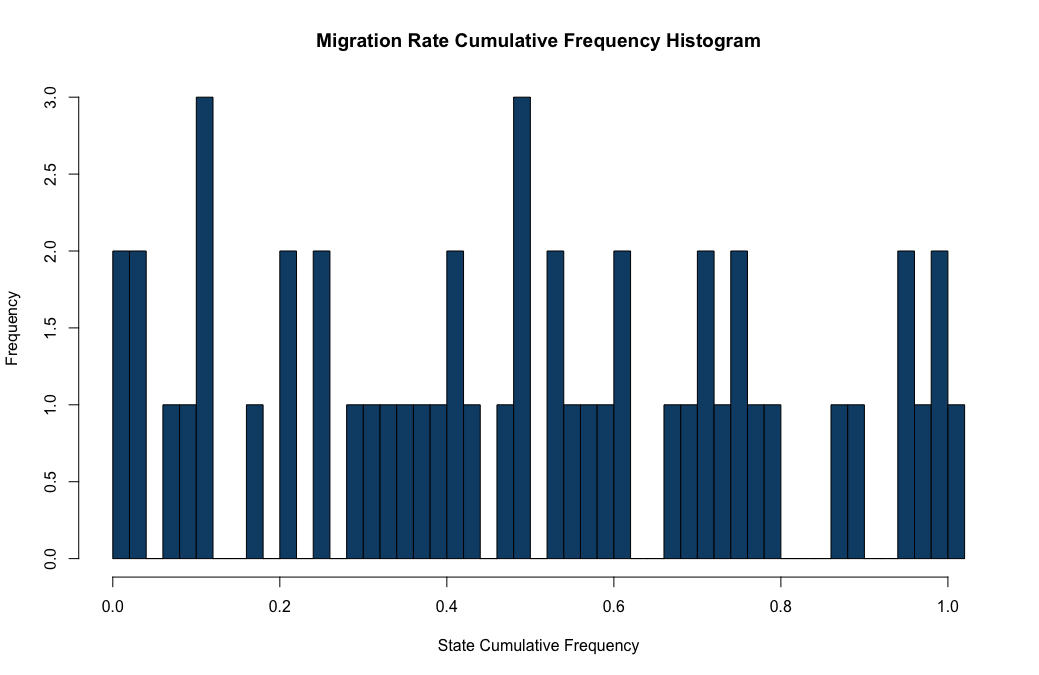 Migration Rate Cumulative Frequency Histogram
3.0
2.5
2.0
1.5
1.0
0.5
0.0
Frequency
0.0 0.2 0.4 0.6 0.8 1.0
State Cumulative Frequency